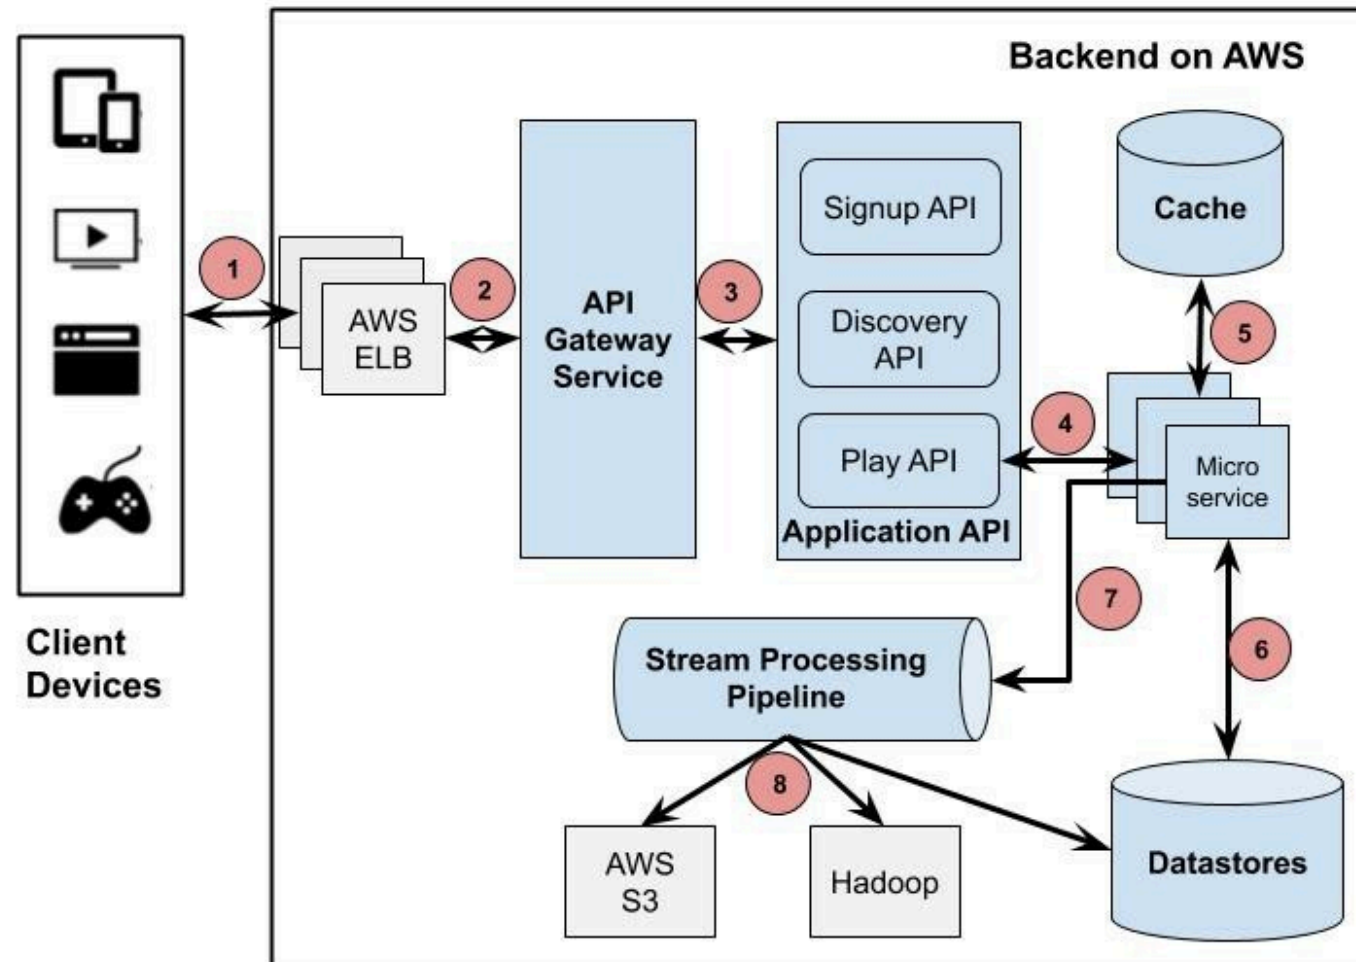 Backend on AWS
Client
Devices
1
AWS
ELB
2
API
Gateway
Service
3
Signup API
Discovery
API
Play API
Application API
4
Cache
5
Micro
service
7
6
Stream Processing
Pipeline
8
AWS
S3
Hadoop
Datastores